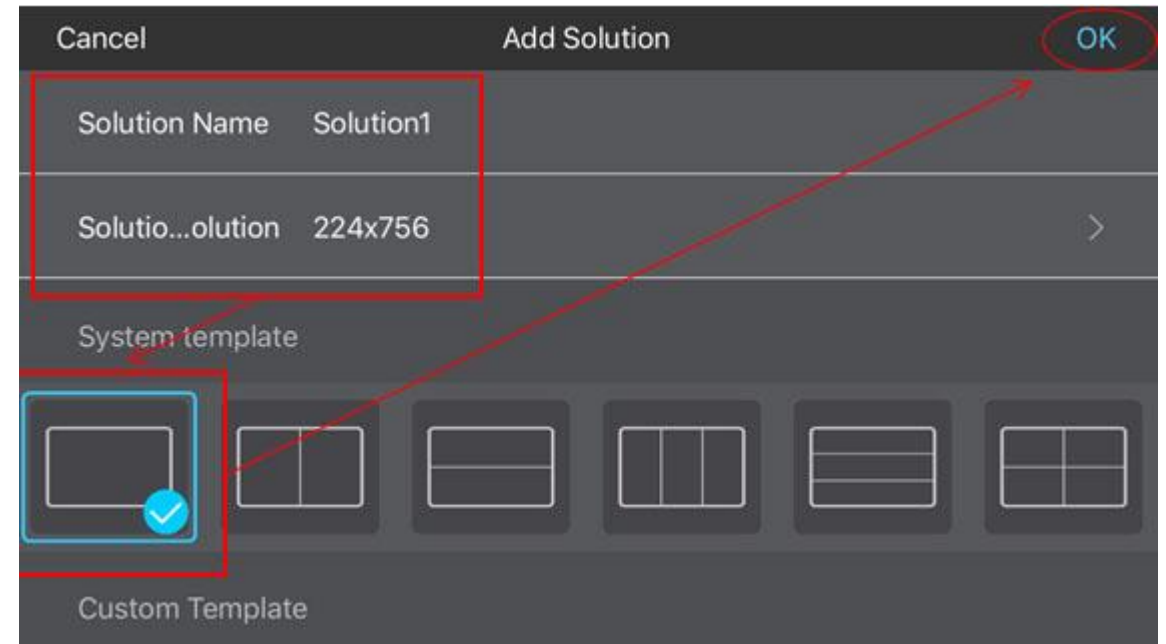 Cancel Add Solution OK
Solution Name Solution1
Solutio...olution 224x756
System template
Custom Template